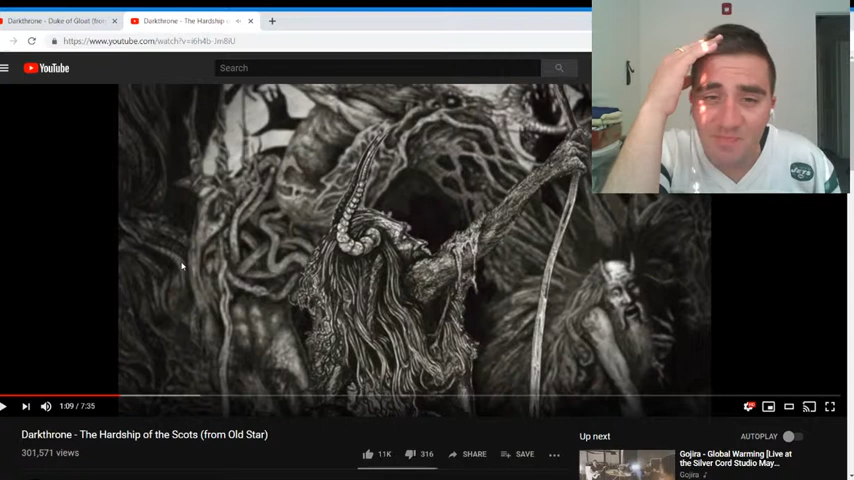 Darkthrone - Duke of Gloat (fro
Darkthrone - The Hardship
https://www.youtube.com/watch?v=i6h4b-Jm8iU
YouTube
Search
JETS
1:09 / 7:35
Darkthrone - The Hardship of the Scots (from Old Star)
301,571 views
11K
316
SHARE
SAVE
Up next
AUTOPLAY
Gojira - Global Warming [Live at
the Silver Cord Studio May...
Gojira